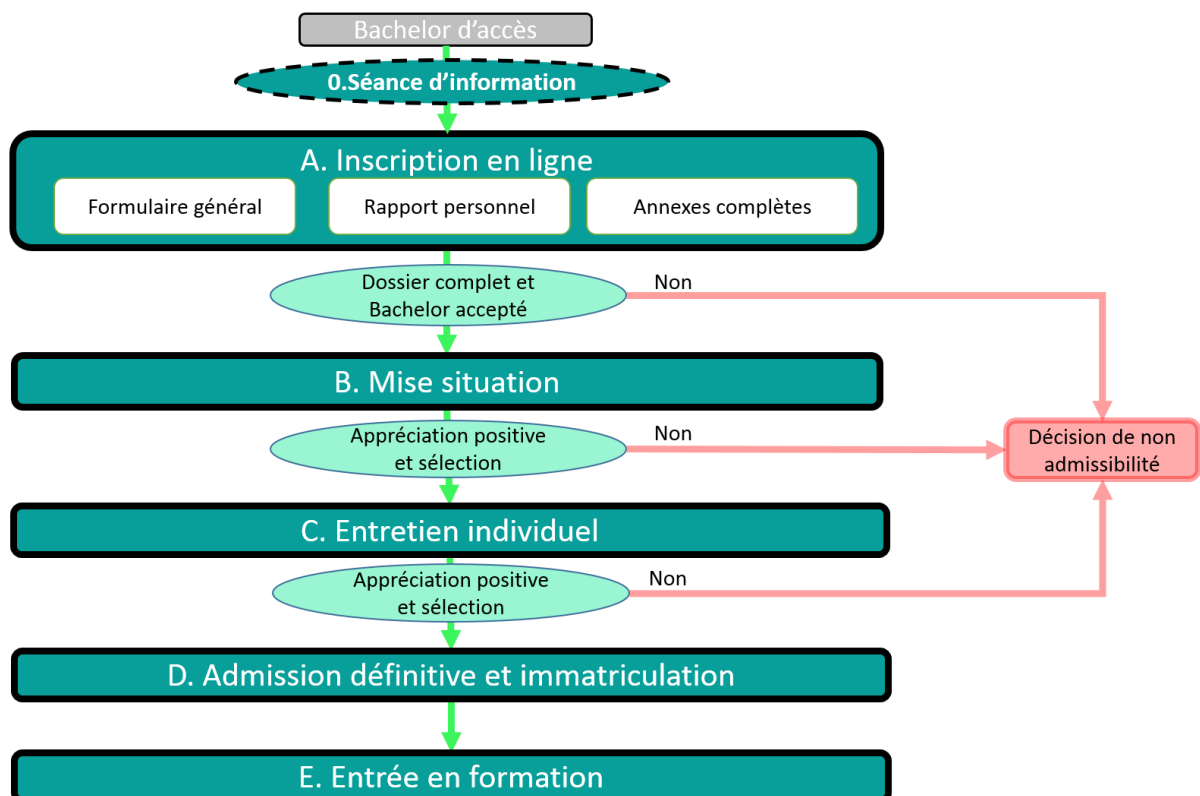 Bachelor d’accès
0.Séance d’information
A. Inscription en ligne
Formulaire général
Rapport personnel
Annexes complètes
Dossier complet et
Bachelor accepté
Non
B. Mise situation
Appréciation positive
et sélection
Non
Décision de non
admissibilité
C. Entretien individuel
Appréciation positive
et sélection
Non
D. Admission définitive et immatriculation
E. Entrée en formation